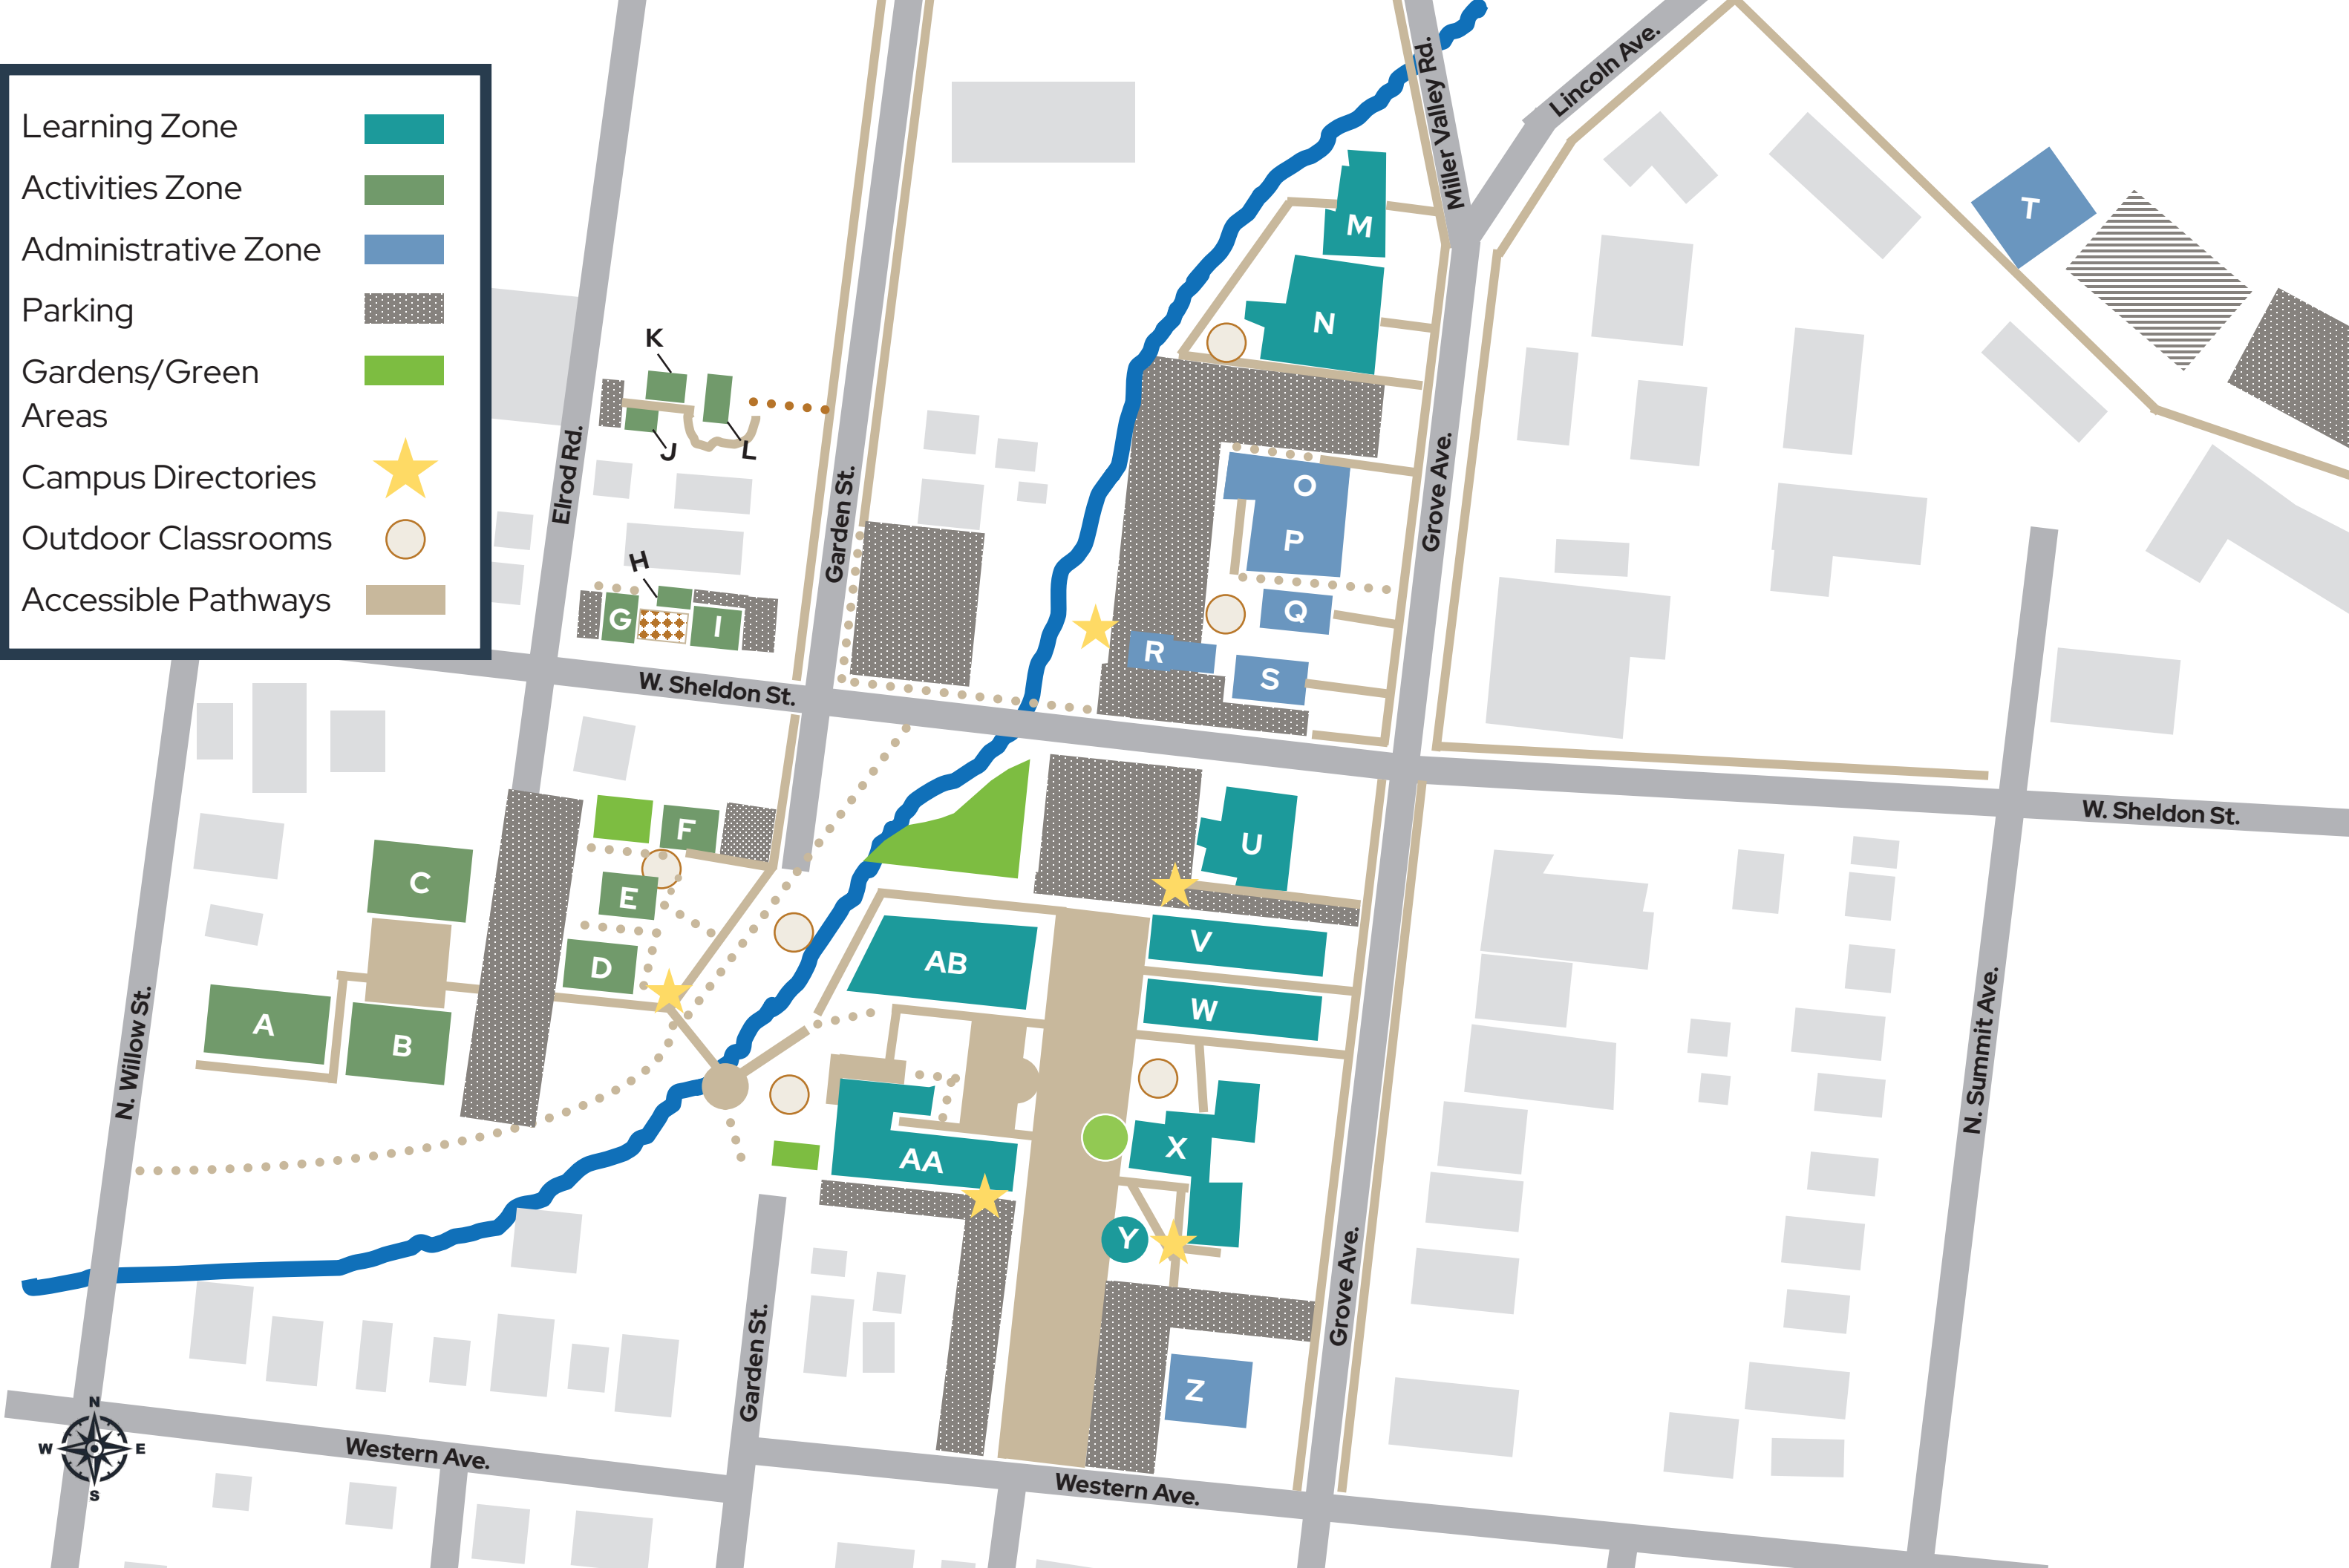 Learning Zone
Activities Zone
Administrative Zone
Parking
Gardens/Green
Areas
Campus Directories
Outdoor Classrooms
Accessible Pathways
Miller Valley Rd.
Lincoln Ave.
Elrod Rd.
Garden St.
Grove Ave.
W. Sheldon St.
W. Sheldon St.
N. Willow St.
N. Summit Ave.
Grove Ave.
Garden St.
Western Ave.
Western Ave.
A
B
C
D
E
F
G
H
I
J
K
L
M
N
O
P
Q
R
S
T
U
V
W
X
Y
Z
AA
AB
N
W
E
S